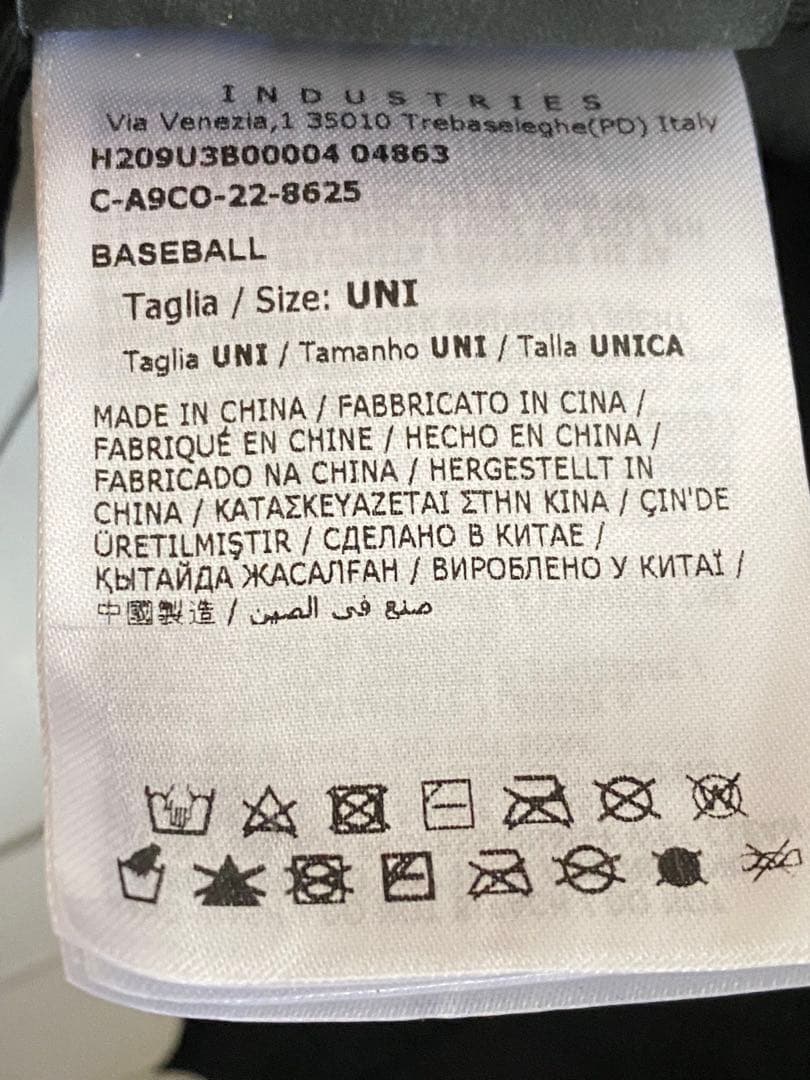 INDUSTRIES
Via Venezia,1 35010 Trebaseleghe(PD) Italy
H209U3B00004 04863
C-A9CO-22-8625
BASEBALL
Taglia / Size: UNI
Taglia UNI / Tamanho UNI / Talla UNICA
MADE IN CHINA / FABBRICATO IN CINA /
FABRIQUÉ EN CHINE / HECHO EN CHINA /
FABRICADO NA CHINA / HERGESTELLT IN
CHINA / ΚΑΤΑΣΚΕΥΑΖΕΤΑΙ ΣΤΗΝ ΚΙΝΑ / ÇIN'DE
ÜRETILMIŞTIR / СДЕЛАНО В КИТАЕ /
ҚЫТАЙДА ЖАСАЛҒАН / ВИРОБЛЕНО У КИТАЇ /
中國製造 / صنع في الصين
W